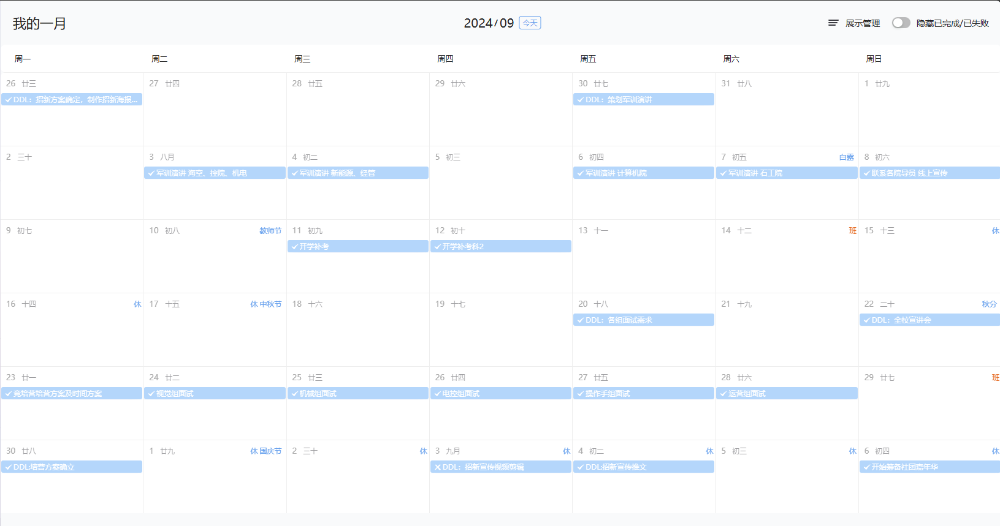 我的一月
2024/09 今天
展示管理 隐藏已完成/已失败
周一 周二 周三 周四 周五 周六 周日
26 廿三 27 廿四 28 廿五 29 廿六 30 廿七 31 廿八 1 廿九
DDL：招新方案确定，制作招新海报... DDL：策划军训演讲
2 三十 3 八月 4 初二 5 初三 6 初四 7 初五 白露 8 初六
军训演讲 海空、控院、机电 军训演讲 新能源、经管 军训演讲 计算机院 军训演讲 石工院 联系各院导员 线上宣传
9 初七 10 初八 教师节 11 初九 12 初十 13 十一 14 十二 班 15 十三 休
开学补考 开学补考科2
16 十四 休 17 十五 休 中秋节 18 十六 19 十七 20 十八 21 十九 22 二十 秋分
DDL：各组面试需求 DDL：全校宣讲会
23 廿一 24 廿二 25 廿三 26 廿四 27 廿五 28 廿六 29 廿七 班
竞培营培营方案及时间方案 视觉组面试 机械组面试 电控组面试 操作手组面试 运营组面试
30 廿八 1 廿九 休 国庆节 2 三十 休 3 九月 休 4 初二 休 5 初三 休 6 初四 休
DDL:培营方案确立 DDL：招新宣传视频剪辑 DDL:招新宣传推文 开始筹备社团嘉年华